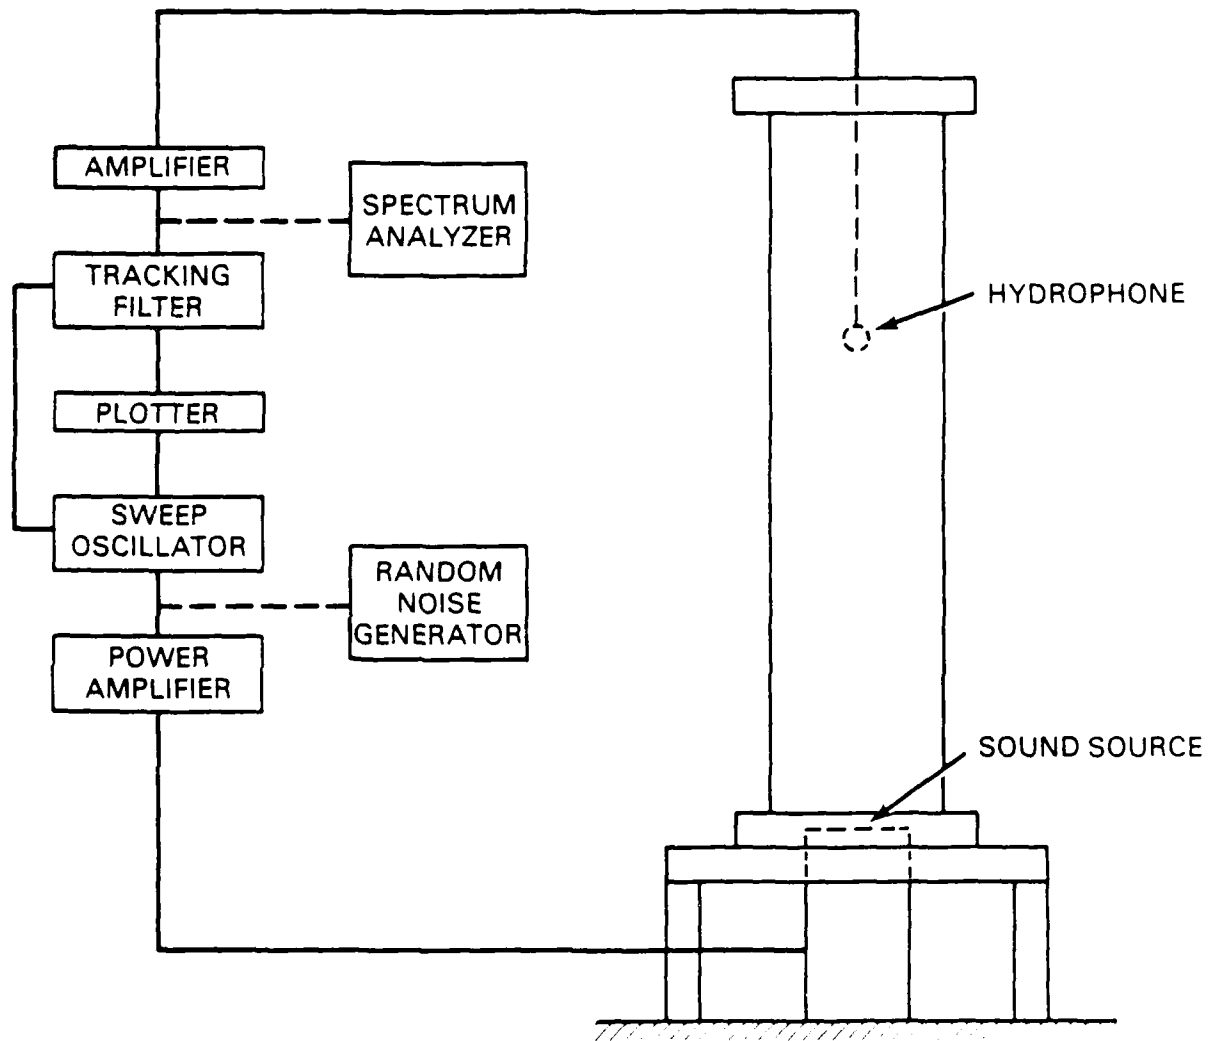 AMPLIFIER
SPECTRUM
ANALYZER
TRACKING
FILTER
HYDROPHONE
PLOTTER
SWEEP
OSCILLATOR
RANDOM
NOISE
GENERATOR
POWER
AMPLIFIER
SOUND SOURCE